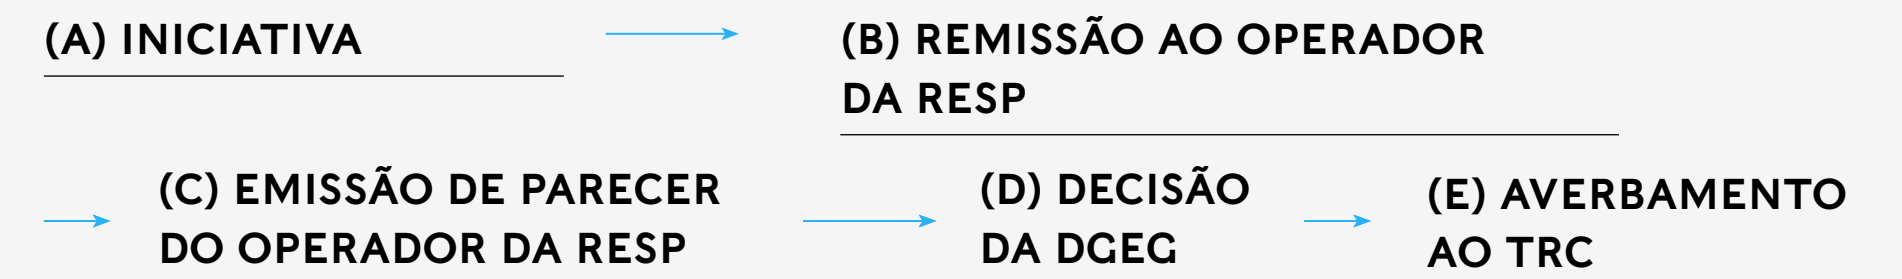 (A) INICIATIVA
(B) REMISSÃO AO OPERADOR
DA RESP
(C) EMISSÃO DE PARECER
DO OPERADOR DA RESP
(D) DECISÃO
DA DGEG
(E) AVERBAMENTO
AO TRC